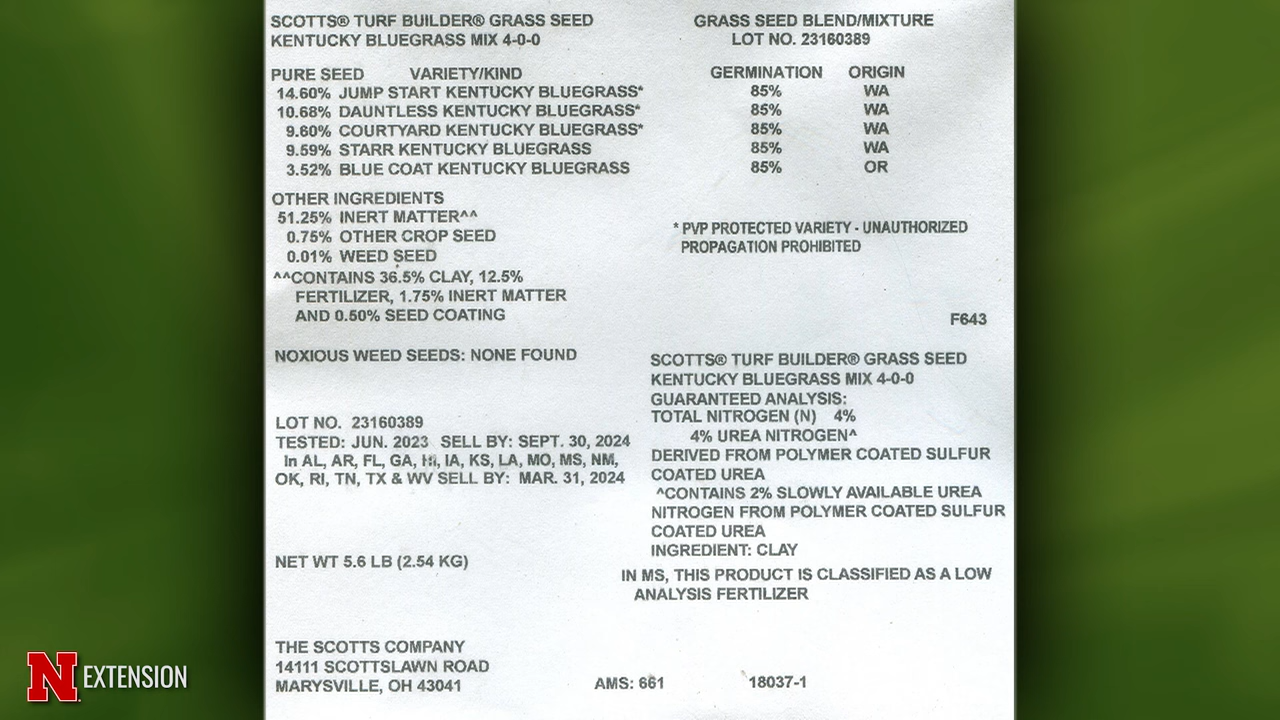 SCOTTS® TURF BUILDER® GRASS SEED
KENTUCKY BLUEGRASS MIX 4-0-0
GRASS SEED BLEND/MIXTURE
LOT NO. 23160389
PURE SEED VARIETY/KIND GERMINATION ORIGIN
14.60% JUMP START KENTUCKY BLUEGRASS* 85% WA
10.68% DAUNTLESS KENTUCKY BLUEGRASS* 85% WA
9.60% COURTYARD KENTUCKY BLUEGRASS* 85% WA
9.59% STARR KENTUCKY BLUEGRASS 85% WA
3.52% BLUE COAT KENTUCKY BLUEGRASS 85% OR
OTHER INGREDIENTS
51.25% INERT MATTER^^
0.75% OTHER CROP SEED
0.01% WEED SEED
^^CONTAINS 36.5% CLAY, 12.5%
FERTILIZER, 1.75% INERT MATTER
AND 0.50% SEED COATING
* PVP PROTECTED VARIETY - UNAUTHORIZED
PROPAGATION PROHIBITED
F643
NOXIOUS WEED SEEDS: NONE FOUND
LOT NO. 23160389
TESTED: JUN. 2023 SELL BY: SEPT. 30, 2024
In AL, AR, FL, GA, HI, IA, KS, LA, MO, MS, NM,
OK, RI, TN, TX & WV SELL BY: MAR. 31, 2024
NET WT 5.6 LB (2.54 KG)
SCOTTS® TURF BUILDER® GRASS SEED
KENTUCKY BLUEGRASS MIX 4-0-0
GUARANTEED ANALYSIS:
TOTAL NITROGEN (N) 4%
4% UREA NITROGEN^
DERIVED FROM POLYMER COATED SULFUR
COATED UREA
^CONTAINS 2% SLOWLY AVAILABLE UREA
NITROGEN FROM POLYMER COATED SULFUR
COATED UREA
INGREDIENT: CLAY
IN MS, THIS PRODUCT IS CLASSIFIED AS A LOW
ANALYSIS FERTILIZER
THE SCOTTS COMPANY
14111 SCOTTSLAWN ROAD
MARYSVILLE, OH 43041
AMS: 661 18037-1
N EXTENSION